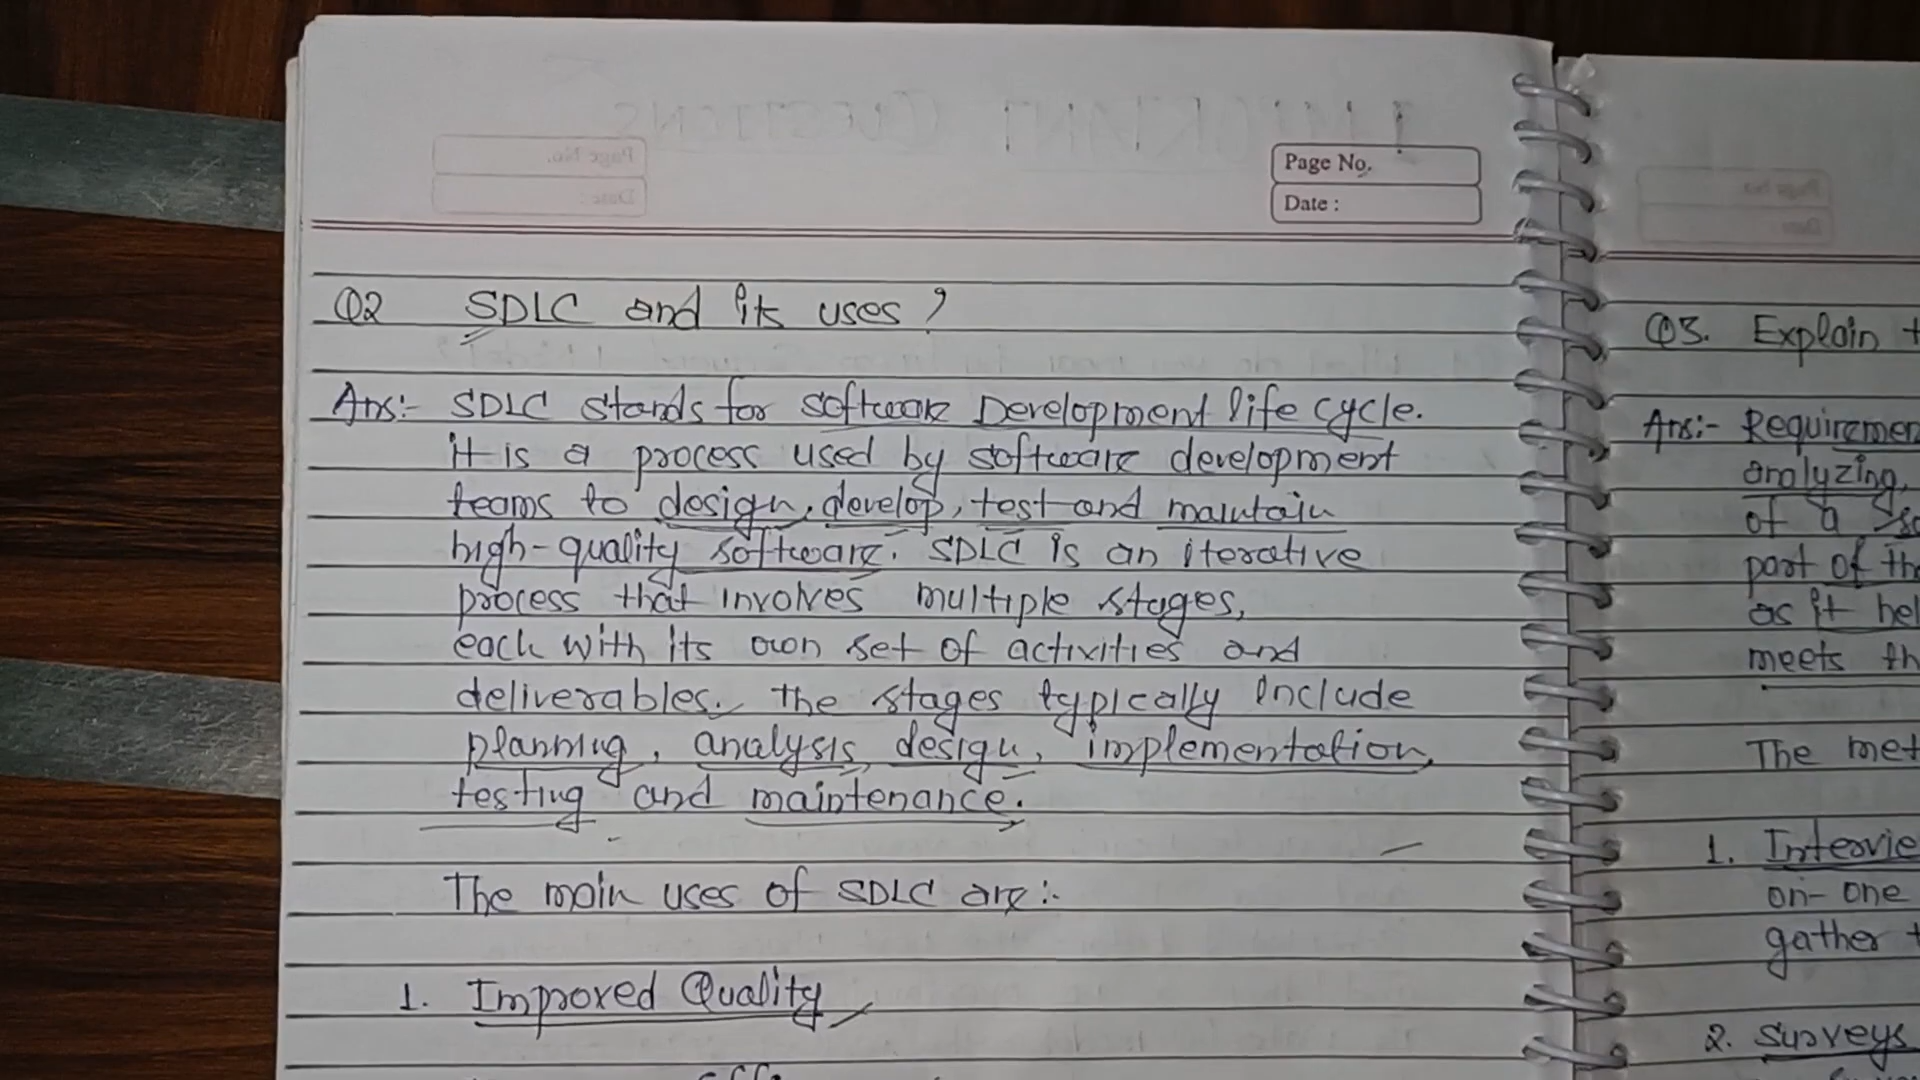 Page No.
Date :
Q2 SDLC and its uses ?
Ans:- SDLC stands for software Development life cycle.
it is a process used by software development
teams to design, develop, test and maintain
high-quality software. SDLC is an iterative
process that involves multiple stages,
each with its own set of activities and
deliverables. The stages typically include
planning, analysis, design, implementation,
testing and maintenance.
The main uses of SDLC are :-
1. Improved Quality
Q3. Explain
Ans:- Requiremen
analyzing,
of a
part of th
as it hel
meets th
The met
1. Intervie
on-one
gather t
2. Surveys